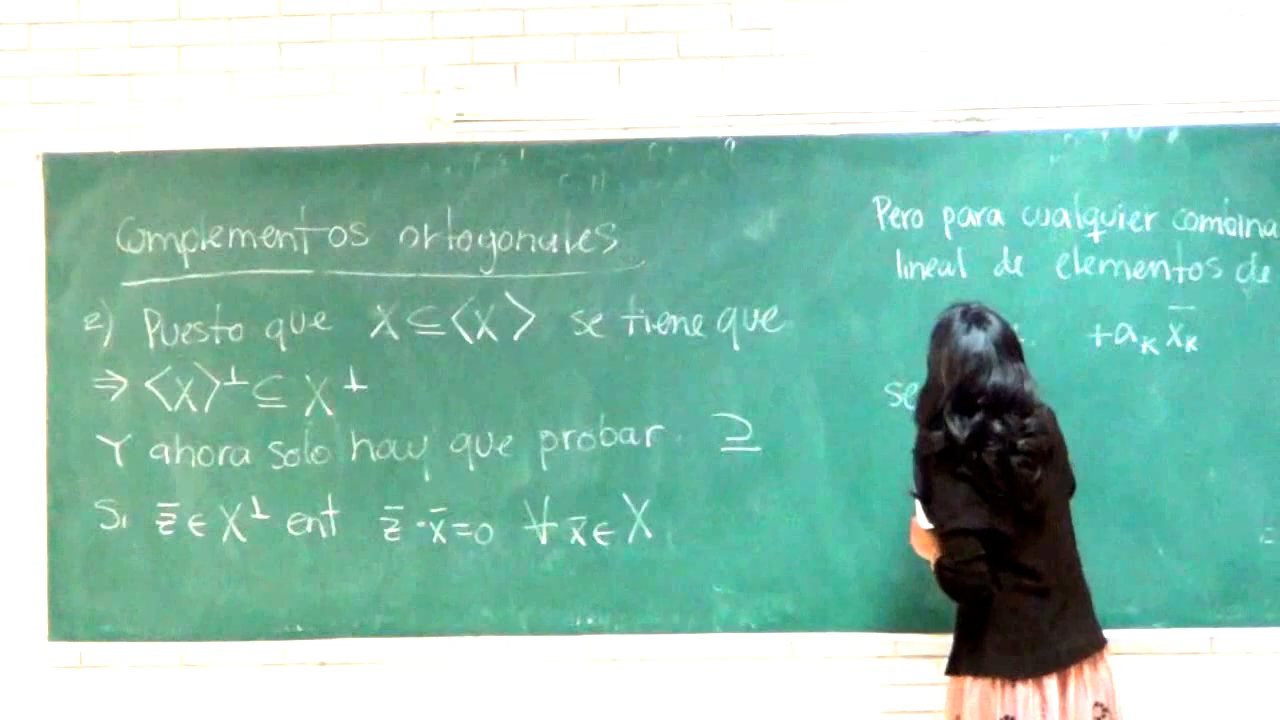 Complementos ortogonales
2) Puesto que X ⊆ ⟨X⟩ se tiene que
⇒ ⟨X⟩⊥ ⊆ X⊥
Y ahora solo hay que probar ⊇
Si z̄ ∈ X⊥ ent z̄ · x̄ = 0 ∀ x̄ ∈ X
Pero para cualquier combina
lineal de elementos de
+ aₖ x̄ₖ
se